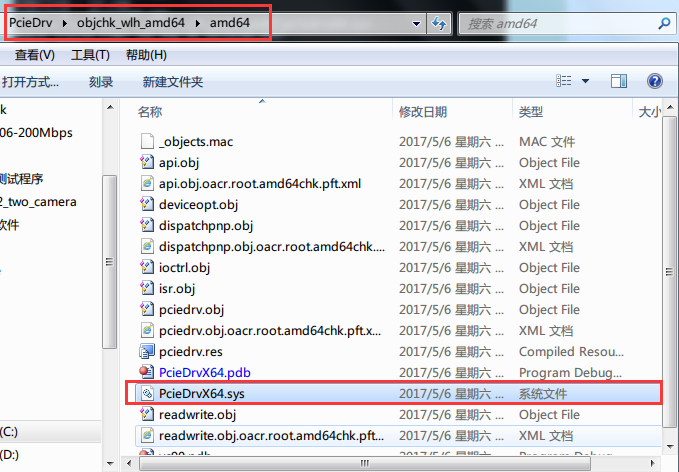 PcieDrv objchk_wlh_amd64 amd64 搜索 amd64
查看(V) 工具(T) 帮助(H)
打开方式... 刻录 新建文件夹
名称 修改日期 类型 大小
_objects.mac 2017/5/6 星期六 ... MAC 文件
api.obj 2017/5/6 星期六 ... Object File
api.obj.oacr.root.amd64chk.pft.xml 2017/5/6 星期六 ... XML 文档
deviceopt.obj 2017/5/6 星期六 ... Object File
dispatchpnp.obj 2017/5/6 星期六 ... Object File
dispatchpnp.obj.oacr.root.amd64chk.... 2017/5/6 星期六 ... XML 文档
ioctrl.obj 2017/5/6 星期六 ... Object File
isr.obj 2017/5/6 星期六 ... Object File
pciedrv.obj 2017/5/6 星期六 ... Object File
pciedrv.obj.oacr.root.amd64chk.pft.x... 2017/5/6 星期六 ... XML 文档
pciedrv.res 2017/5/6 星期六 ... Compiled Resou...
PcieDrvX64.pdb 2017/5/6 星期六 ... Program Debug...
PcieDrvX64.sys 2017/5/6 星期六 ... 系统文件
readwrite.obj 2017/5/6 星期六 ... Object File
readwrite.obj.oacr.root.amd64chk.pft... 2017/5/6 星期六 ... XML 文档
2017/5/6 星期六 ... Program Debug...
k
06-200Mbps
测试程序
2_two_camera
软件
(C:)
(D:)